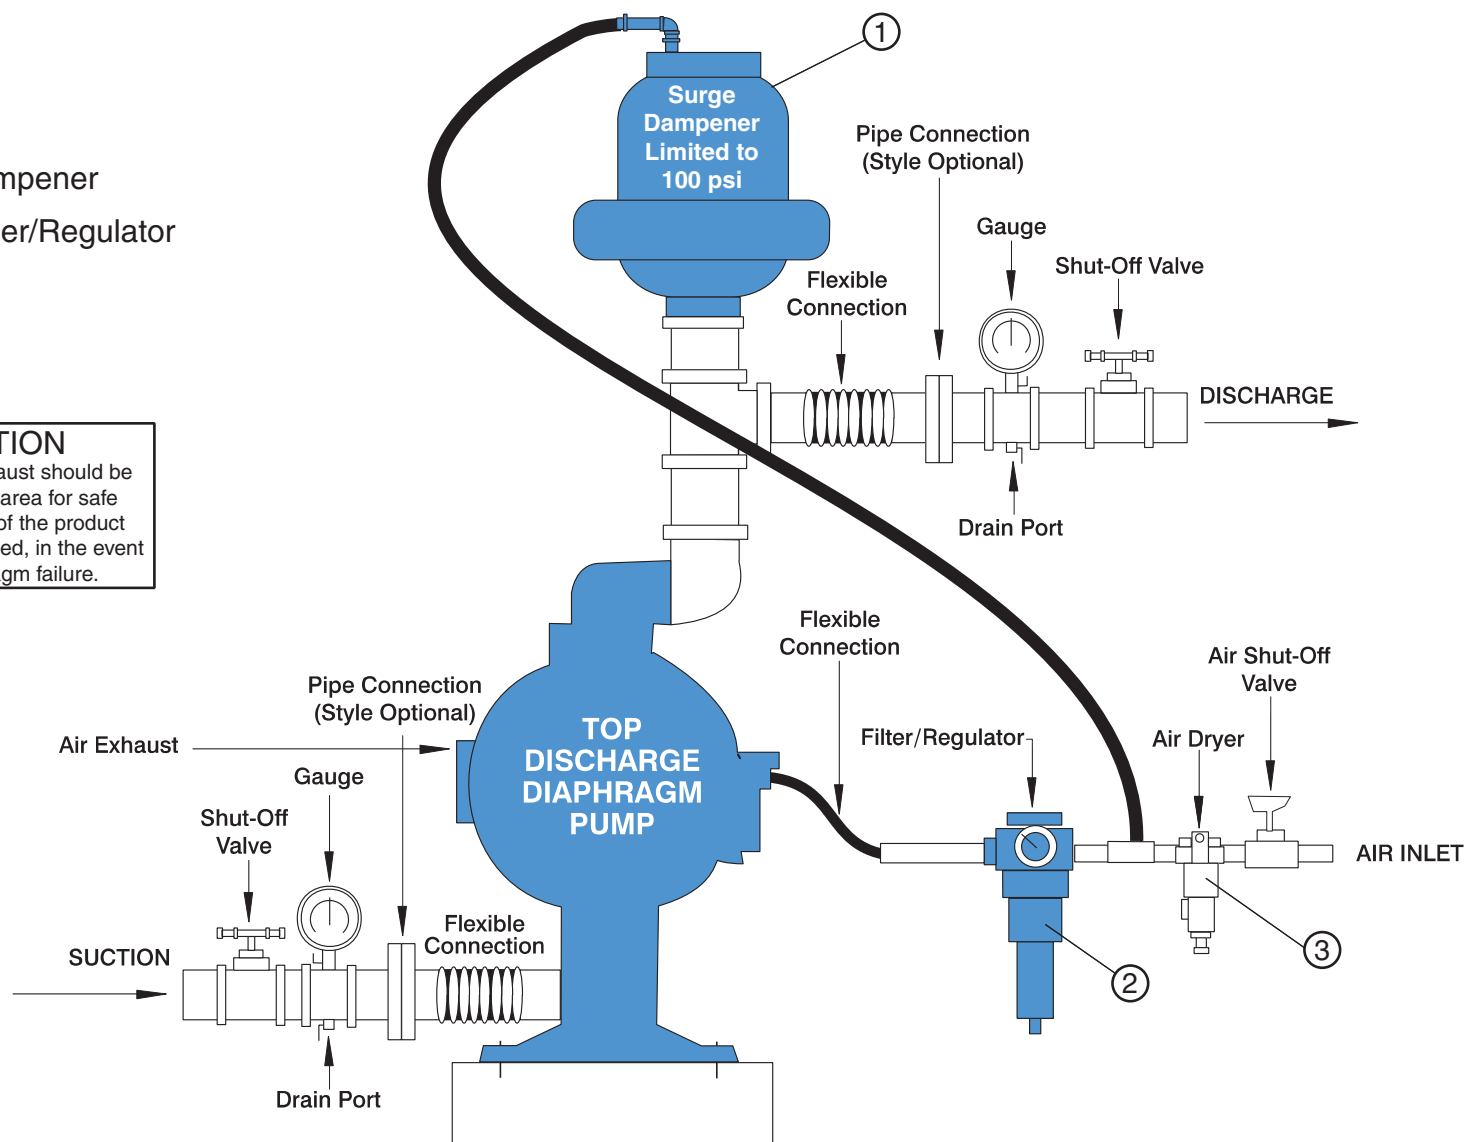 1
Surge
Dampener
Limited to
100 psi
Pipe Connection
(Style Optional)
mpener
er/Regulator
Gauge
Shut-Off Valve
Flexible
Connection
DISCHARGE
TION
aust should be
area for safe
of the product
ed, in the event
gm failure.
Drain Port
Flexible
Connection
Air Shut-Off
Valve
Pipe Connection
(Style Optional)
Air Exhaust
TOP
DISCHARGE
DIAPHRAGM
PUMP
Filter/Regulator
Air Dryer
Gauge
Shut-Off
Valve
AIR INLET
Flexible
Connection
SUCTION
2
3
Drain Port